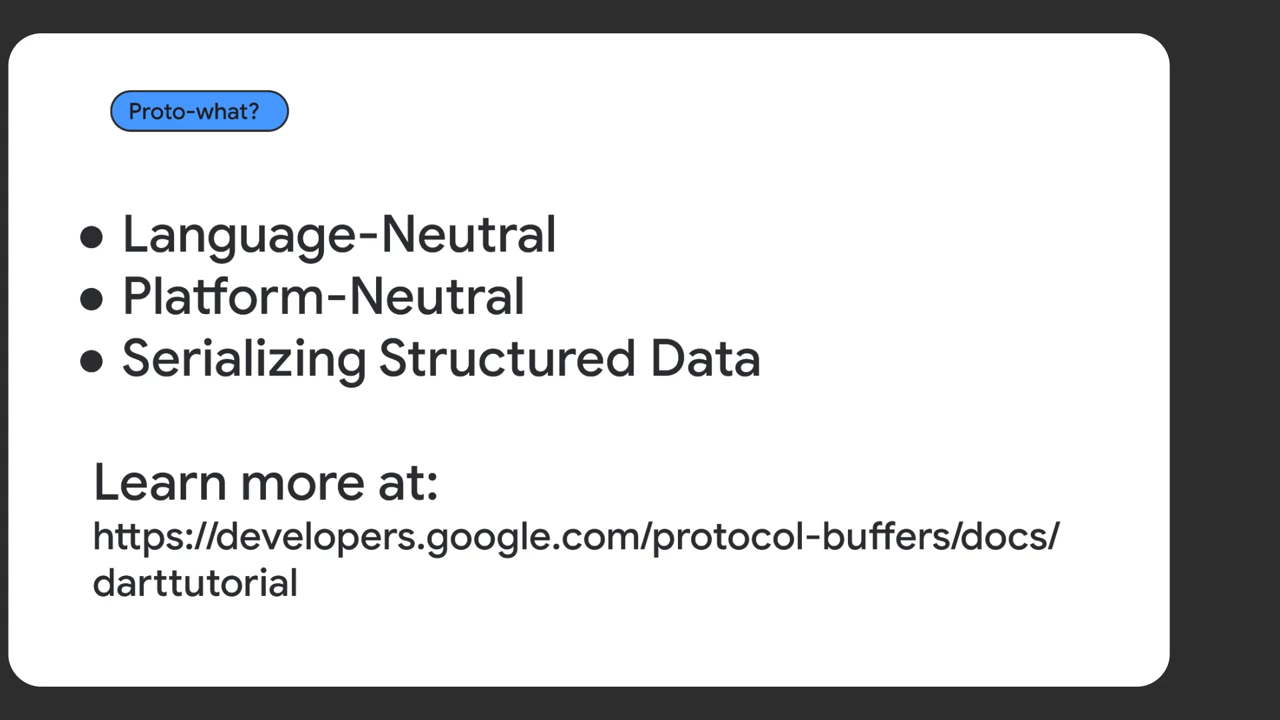 Proto-what?
● Language-Neutral
● Platform-Neutral
● Serializing Structured Data
Learn more at:
https://developers.google.com/protocol-buffers/docs/
darttutorial